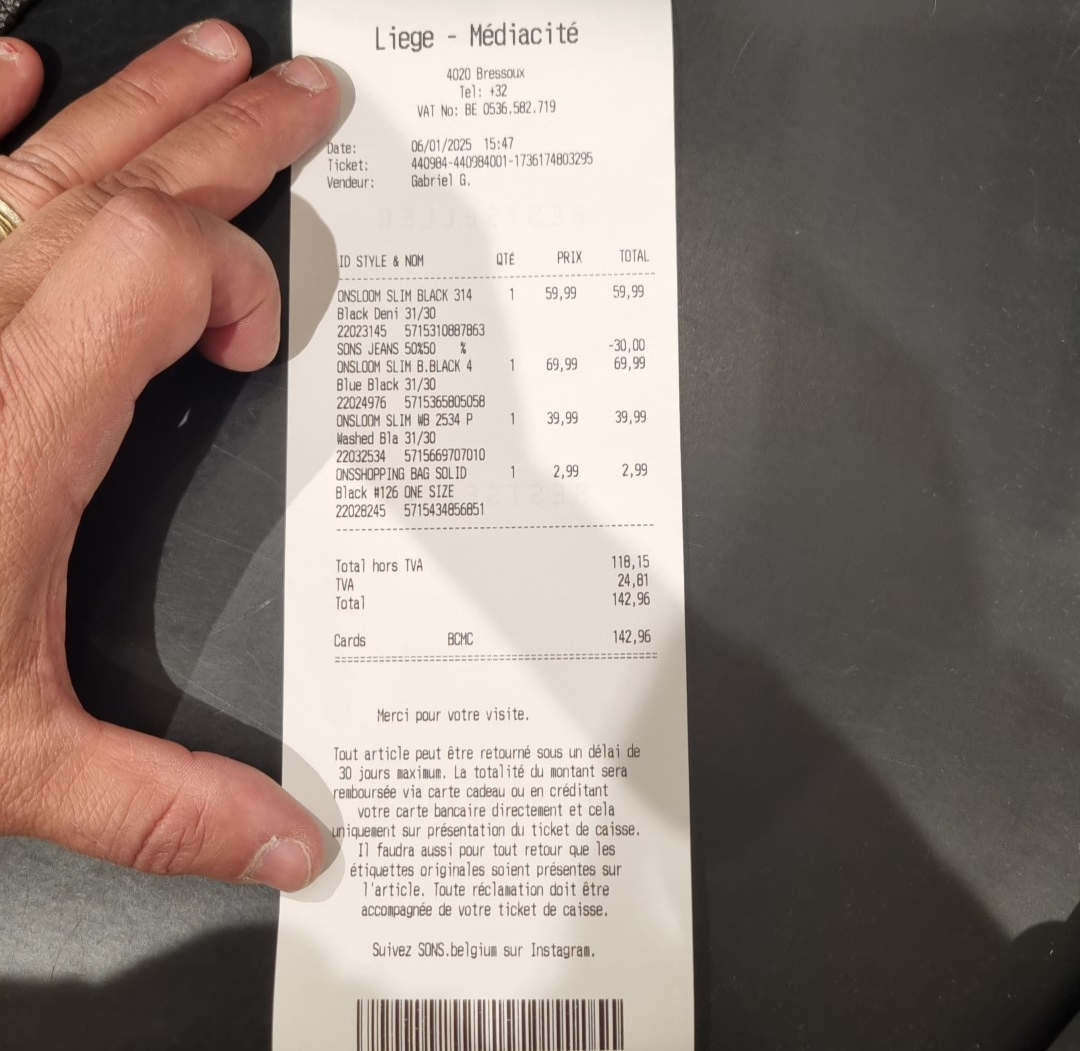 Liege - Médiacité
4020 Bressoux
Tel: +32
VAT No: BE 0536.582.719
Date: 06/01/2025 15:47
Ticket: 440984-440984001-1736174803295
Vendeur: Gabriel G.
BESTSELLER
ID STYLE & NOM QTÉ PRIX TOTAL
ONSLOOM SLIM BLACK 314 1 59,99 59,99
Black Deni 31/30
22023145 5715310887863
SONS JEANS 50%50 % -30,00
ONSLOOM SLIM B.BLACK 4 1 69,99 69,99
Blue Black 31/30
22024976 5715365805058
ONSLOOM SLIM WB 2534 P 1 39,99 39,99
Washed Bla 31/30
22032534 5715669707010
ONSSHOPPING BAG SOLID 1 2,99 2,99
Black #126 ONE SIZE
22028245 5715434856851
Total hors TVA 118,15
TVA 24,81
Total 142,96
Cards BCMC 142,96
Merci pour votre visite.
Tout article peut être retourné sous un délai de
30 jours maximum. La totalité du montant sera
remboursée via carte cadeau ou en créditant
votre carte bancaire directement et cela
uniquement sur présentation du ticket de caisse.
Il faudra aussi pour tout retour que les
étiquettes originales soient présentes sur
l'article. Toute réclamation doit être
accompagnée de votre ticket de caisse.
Suivez SONS.belgium sur Instagram.